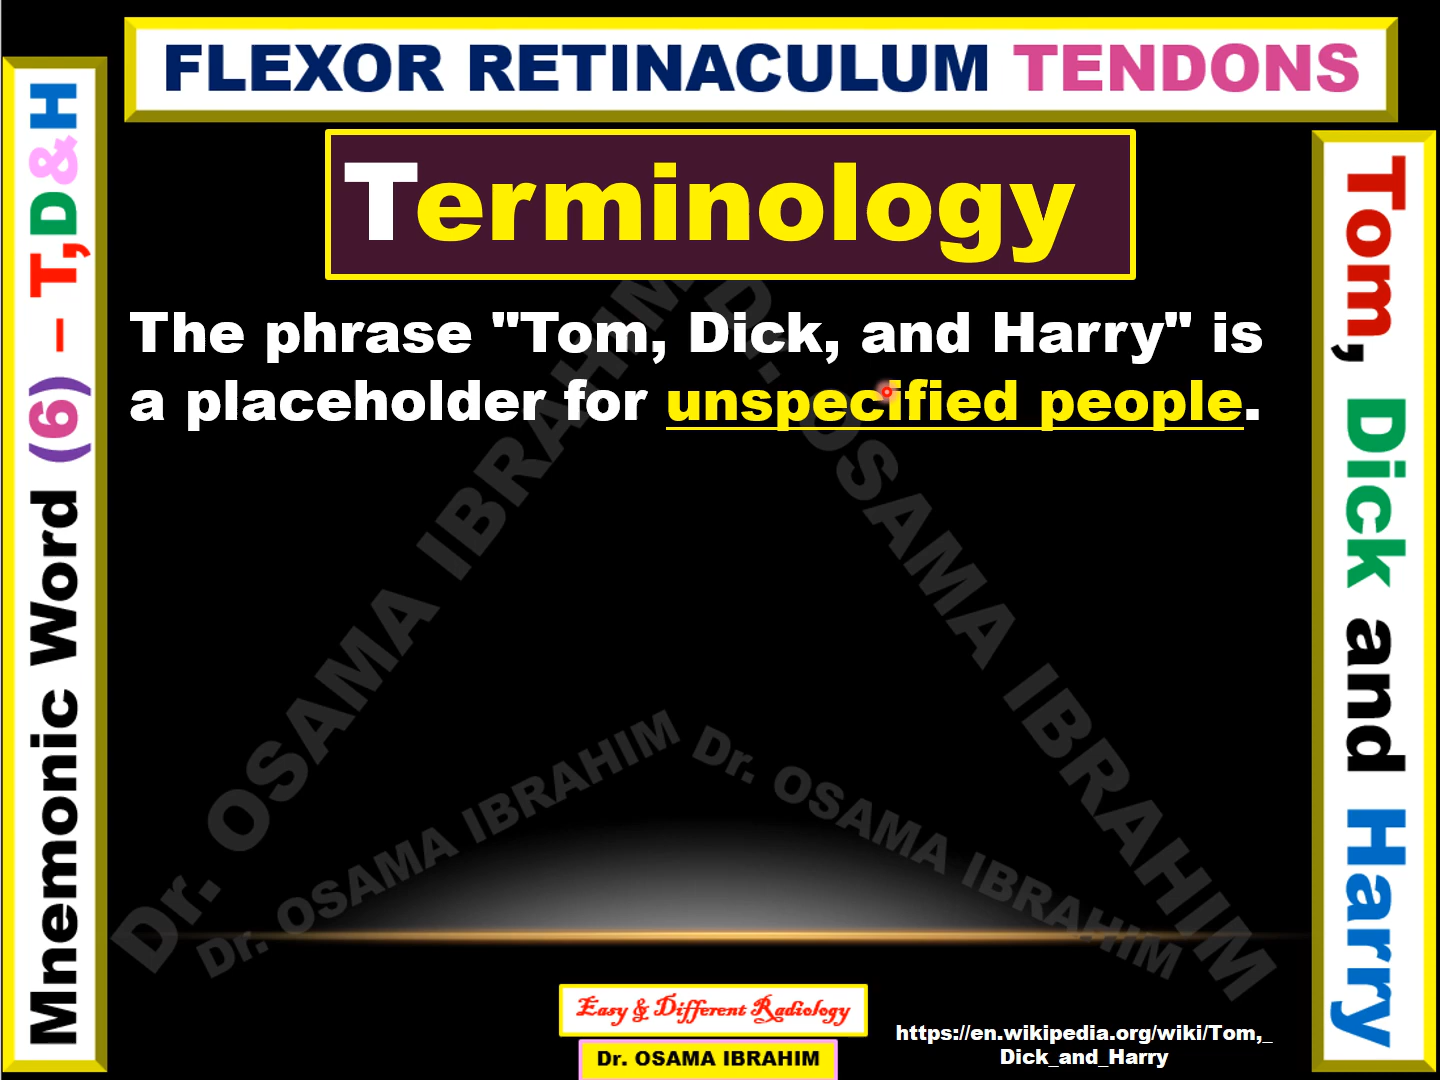 FLEXOR RETINACULUM TENDONS
Mnemonic Word (6) – T,D&H
Terminology
The phrase "Tom, Dick, and Harry" is
a placeholder for unspecified people.
Tom, Dick and Harry
Dr. OSAMA IBRAHIM
Dr. OSAMA IBRAHIM
Dr. OSAMA IBRAHIM
Dr. OSAMA IBRAHIM
Easy & Different Radiology
Dr. OSAMA IBRAHIM
https://en.wikipedia.org/wiki/Tom,_
Dick_and_Harry